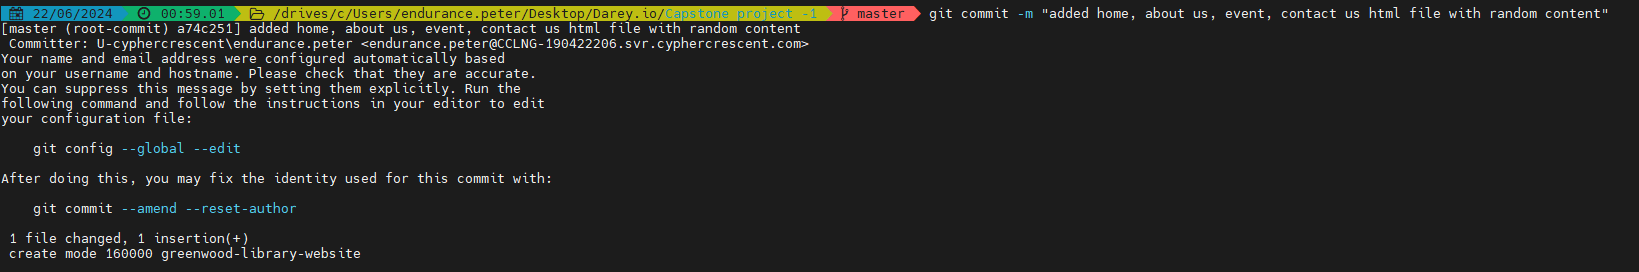 22/06/2024 00:59.01 /drives/c/Users/endurance.peter/Desktop/Darey.io/Capstone project -1 master git commit -m "added home, about us, event, contact us html file with random content"
[master (root-commit) a74c251] added home, about us, event, contact us html file with random content
 Committer: U-cyphercrescent\endurance.peter <endurance.peter@CCLNG-190422206.svr.cyphercrescent.com>
Your name and email address were configured automatically based
on your username and hostname. Please check that they are accurate.
You can suppress this message by setting them explicitly. Run the
following command and follow the instructions in your editor to edit
your configuration file:
    git config --global --edit
After doing this, you may fix the identity used for this commit with:
    git commit --amend --reset-author
 1 file changed, 1 insertion(+)
 create mode 160000 greenwood-library-website